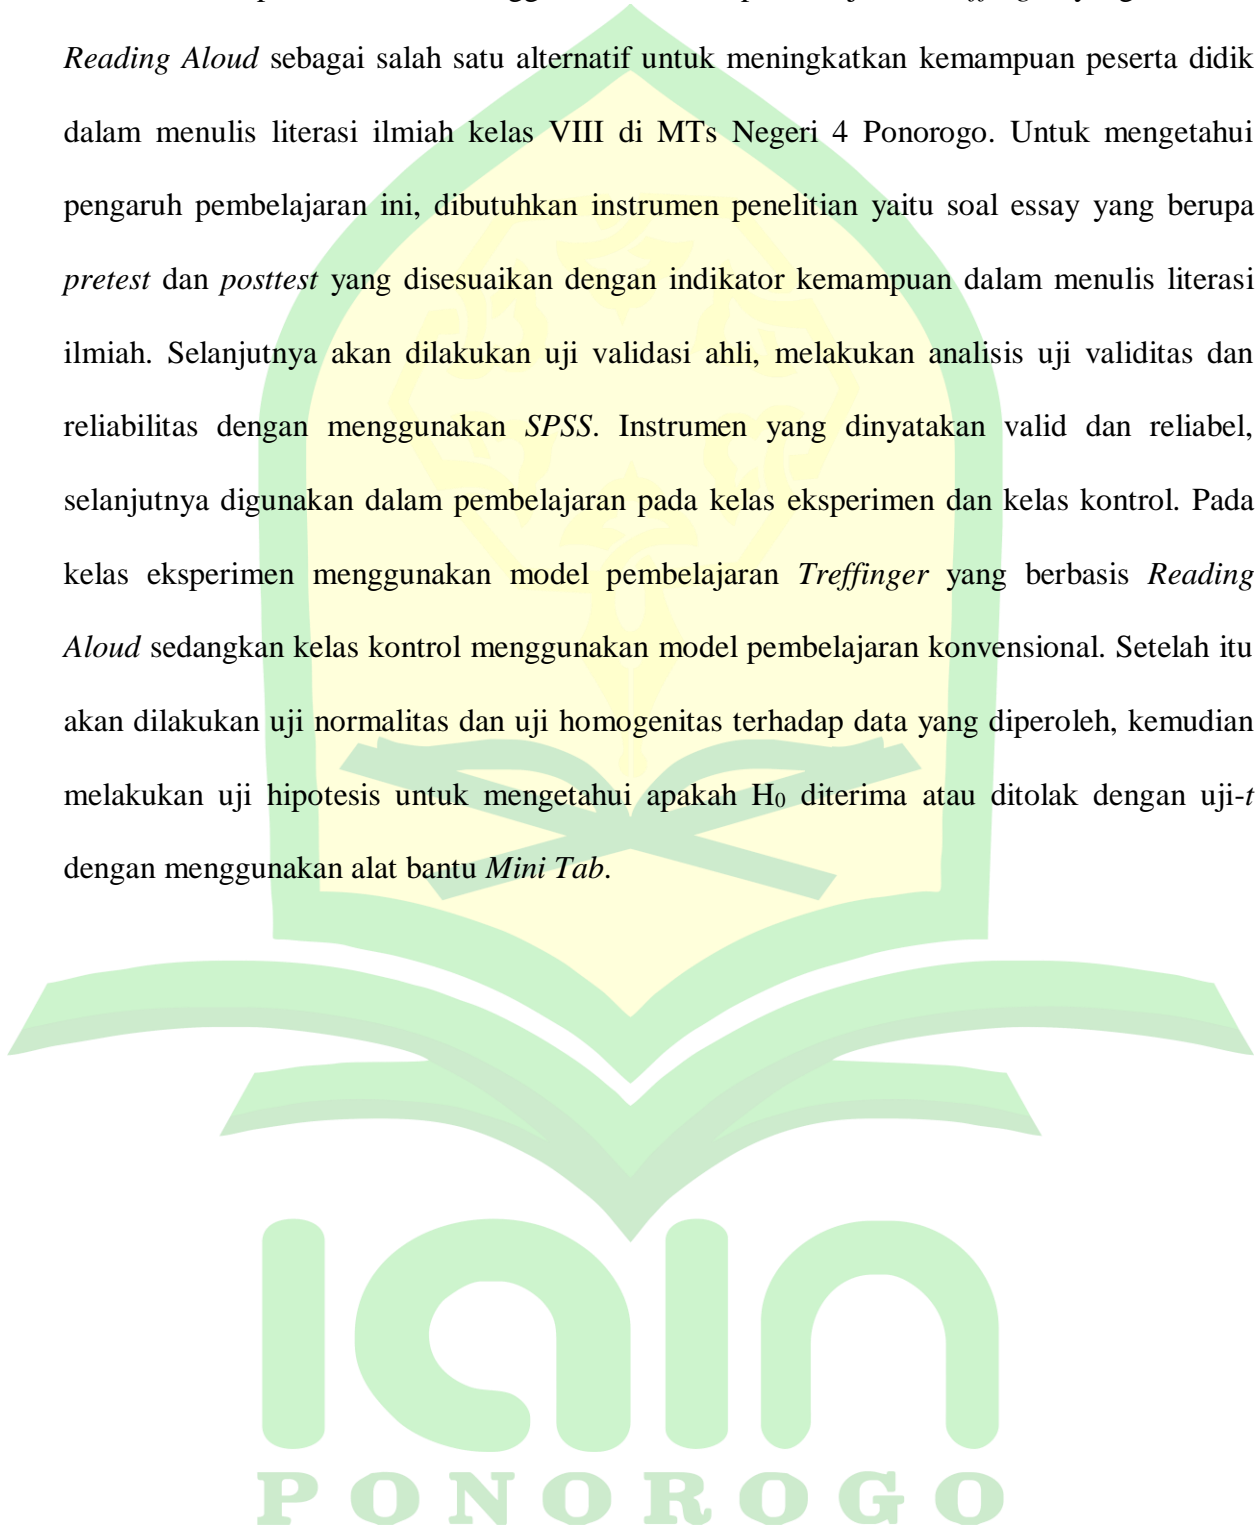 Reading Aloud sebagai salah satu alternatif untuk meningkatkan kemampuan peserta didik
dalam menulis literasi ilmiah kelas VIII di MTs Negeri 4 Ponorogo. Untuk mengetahui
pengaruh pembelajaran ini, dibutuhkan instrumen penelitian yaitu soal essay yang berupa
pretest dan posttest yang disesuaikan dengan indikator kemampuan dalam menulis literasi
ilmiah. Selanjutnya akan dilakukan uji validasi ahli, melakukan analisis uji validitas dan
reliabilitas dengan menggunakan SPSS. Instrumen yang dinyatakan valid dan reliabel,
selanjutnya digunakan dalam pembelajaran pada kelas eksperimen dan kelas kontrol. Pada
kelas eksperimen menggunakan model pembelajaran Treffinger yang berbasis Reading
Aloud sedangkan kelas kontrol menggunakan model pembelajaran konvensional. Setelah itu
akan dilakukan uji normalitas dan uji homogenitas terhadap data yang diperoleh, kemudian
melakukan uji hipotesis untuk mengetahui apakah H₀ diterima atau ditolak dengan uji-t
dengan menggunakan alat bantu Mini Tab.
iain
PONOROGO